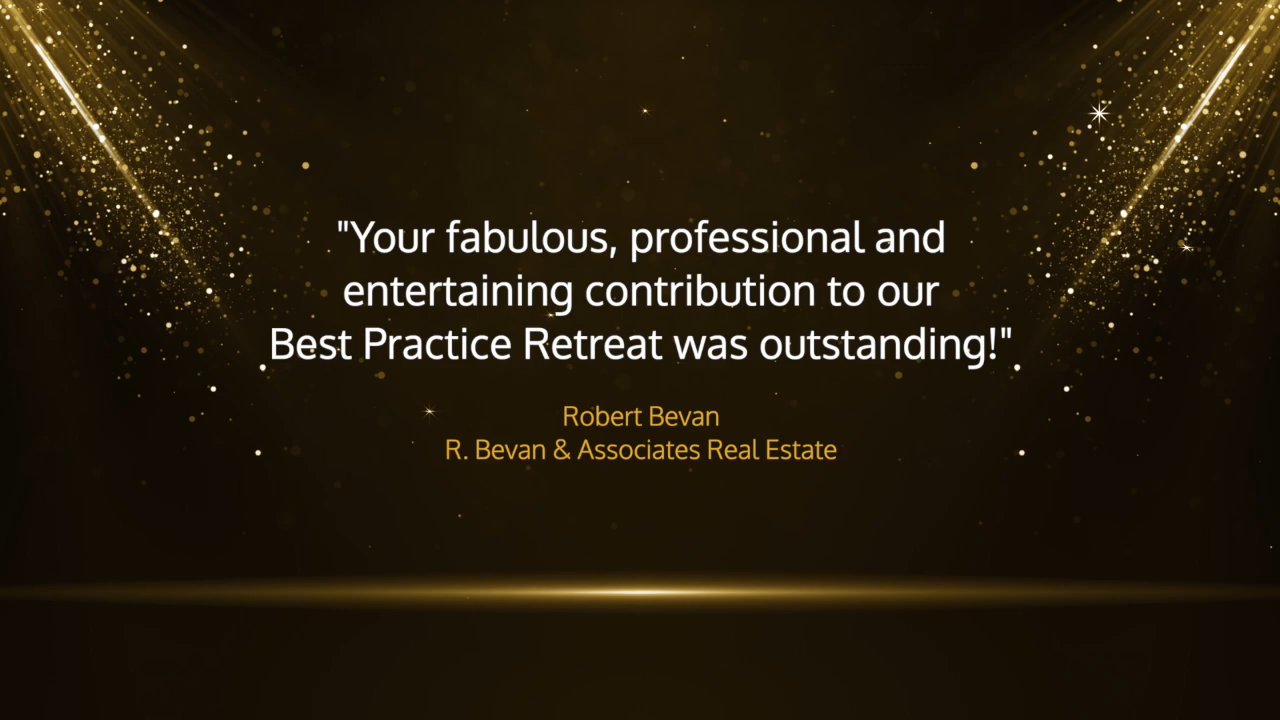 "Your fabulous, professional and
entertaining contribution to our
Best Practice Retreat was outstanding!"
Robert Bevan
R. Bevan & Associates Real Estate